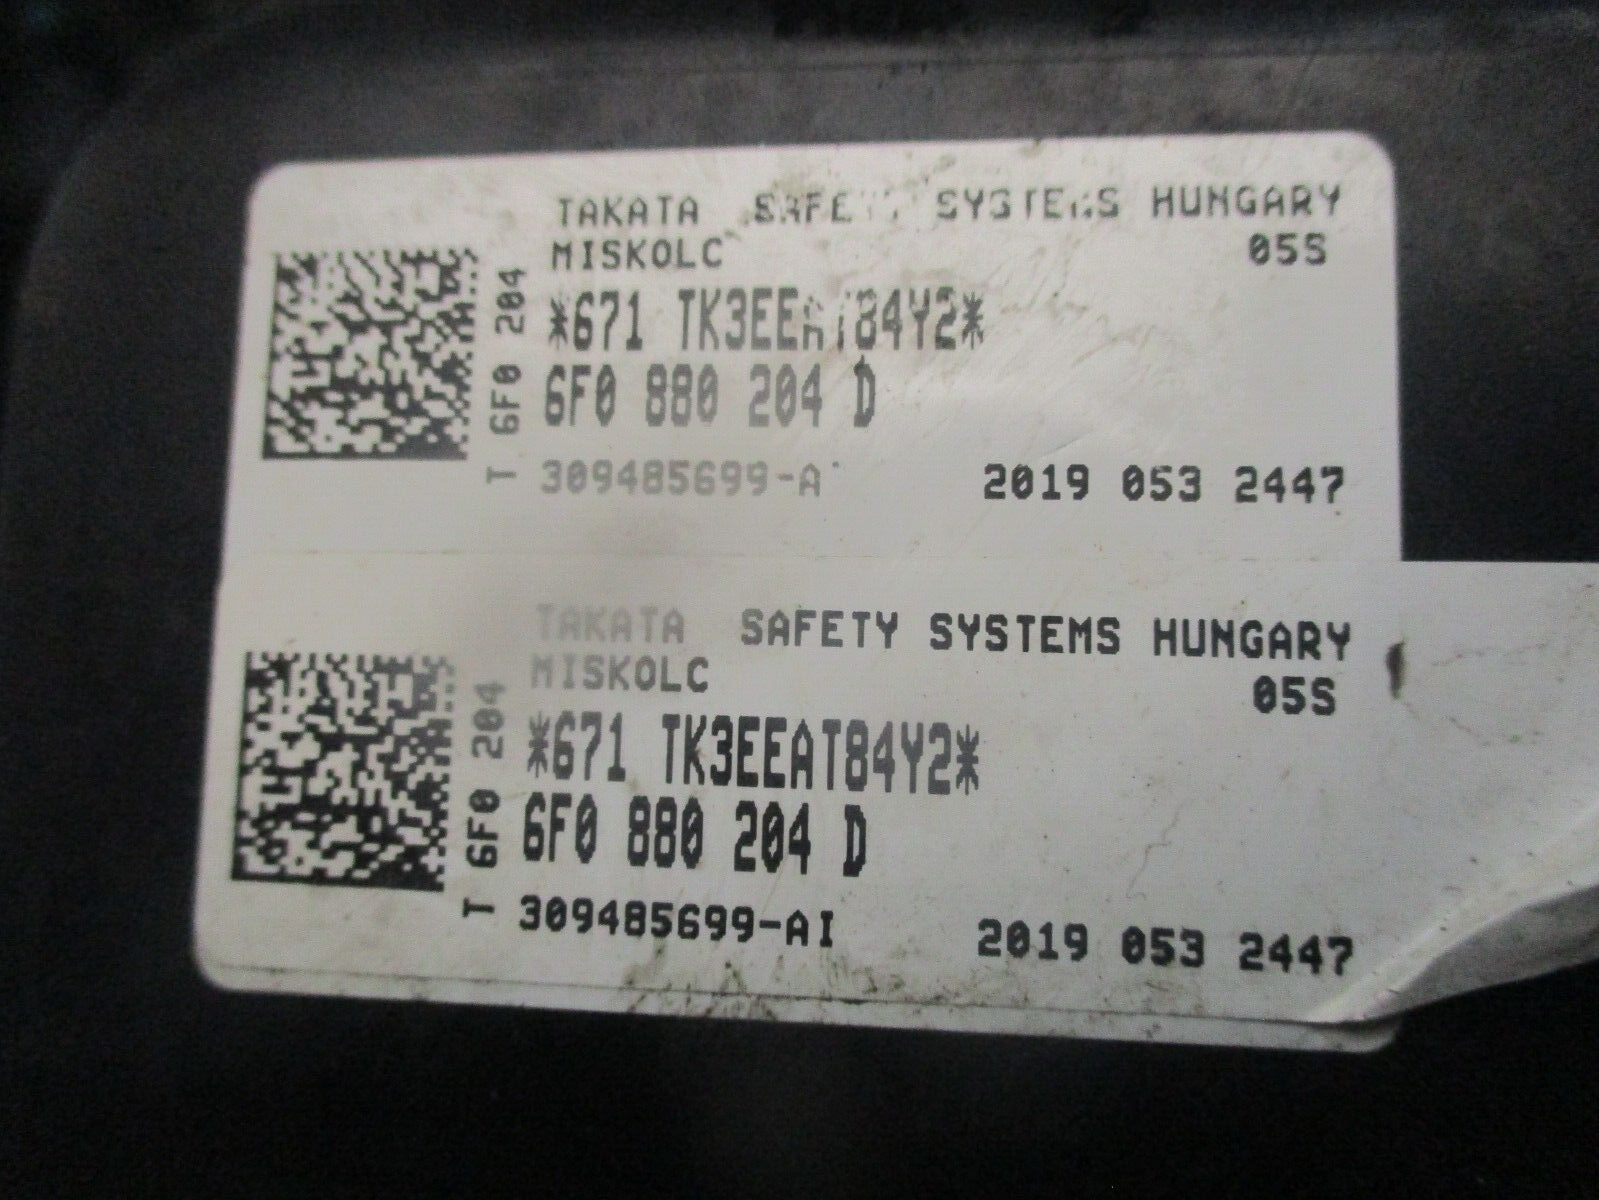 TAKATA SAFETY SYSTEMS HUNGARY
MISKOLC 05S
*671 TK3EEAT84Y2*
6F0 880 204 D
T 6F0 204
309485699-A 2019 053 2447
TAKATA SAFETY SYSTEMS HUNGARY
MISKOLC 05S
*671 TK3EEAT84Y2*
6F0 880 204 D
T 6F0 204
309485699-AI 2019 053 2447